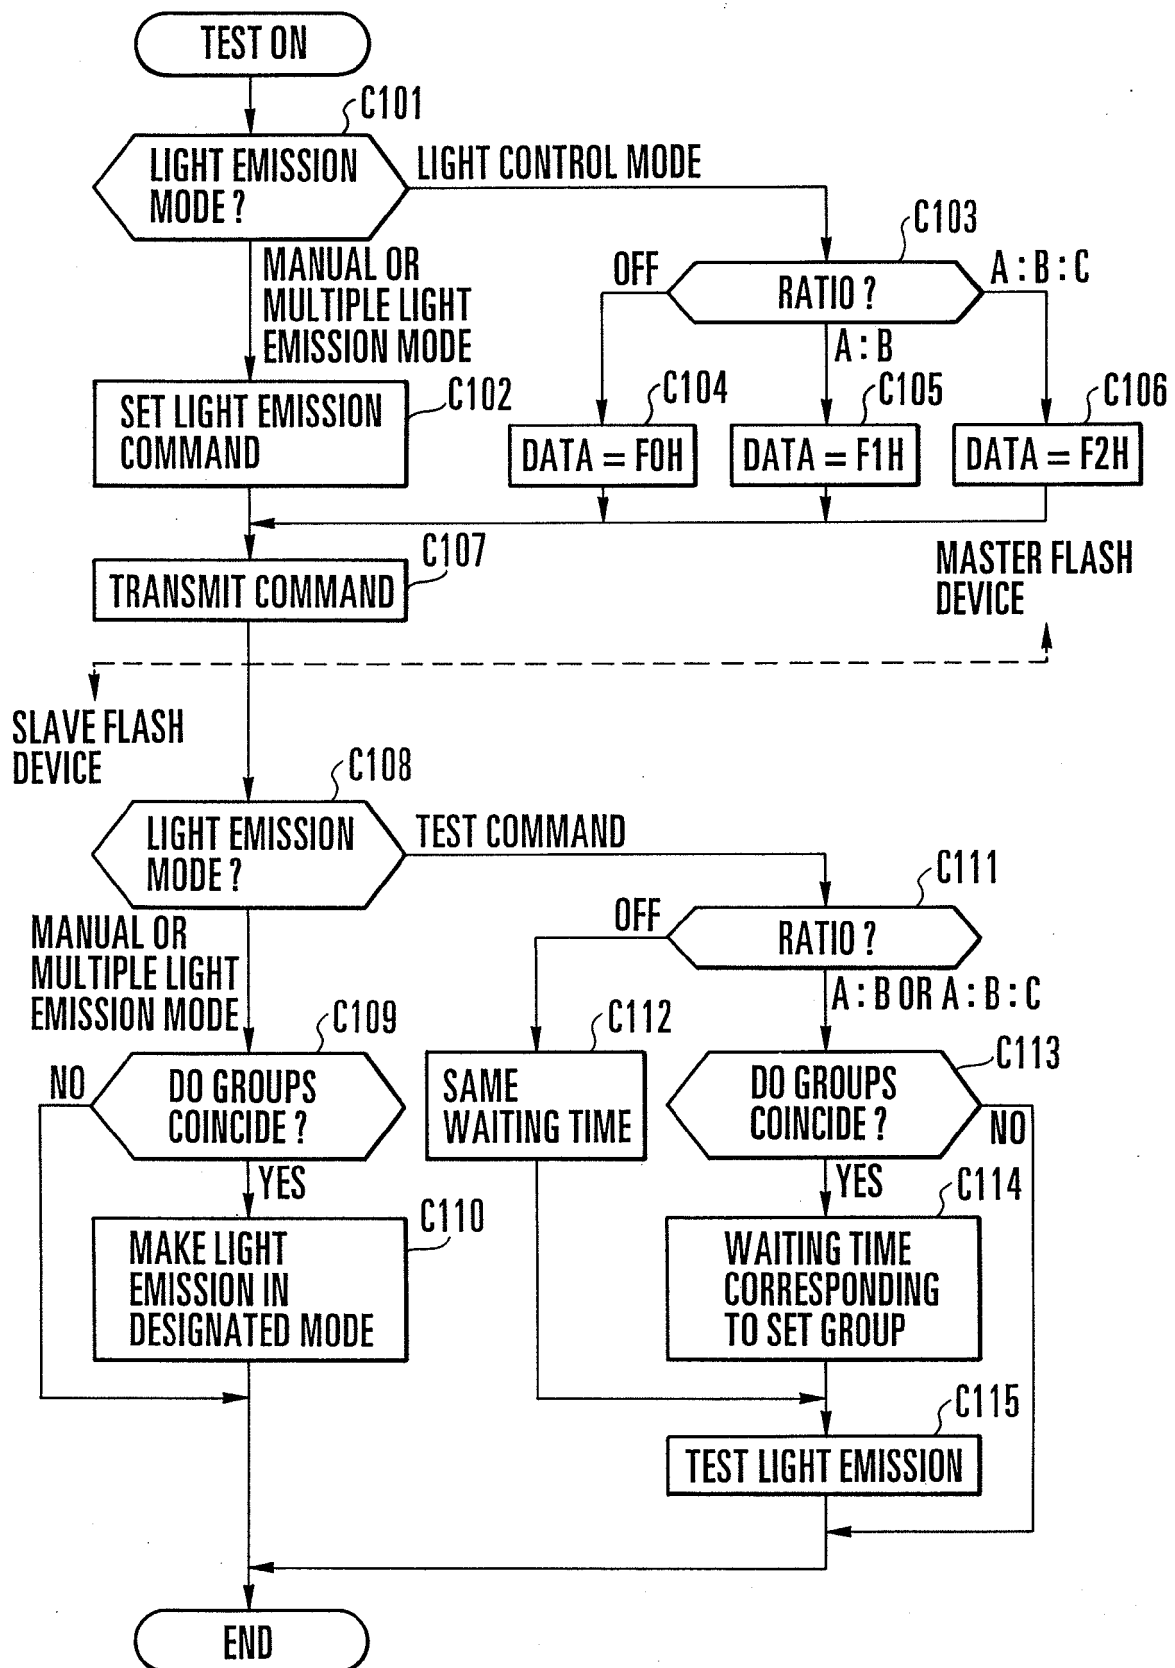 TEST ON
C101
LIGHT EMISSION
MODE ?
LIGHT CONTROL MODE
C103
MANUAL OR
MULTIPLE LIGHT
EMISSION MODE
OFF
RATIO ?
A : B : C
A : B
C102
SET LIGHT EMISSION
COMMAND
C104
DATA = F0H
C105
DATA = F1H
C106
DATA = F2H
C107
TRANSMIT COMMAND
MASTER FLASH
DEVICE
SLAVE FLASH
DEVICE
C108
LIGHT EMISSION
MODE ?
TEST COMMAND
C111
MANUAL OR
MULTIPLE LIGHT
EMISSION MODE
OFF
RATIO ?
A : B OR A : B : C
C109
NO
DO GROUPS
COINCIDE ?
YES
C112
SAME
WAITING TIME
C113
DO GROUPS
COINCIDE ?
NO
YES
C110
MAKE LIGHT
EMISSION IN
DESIGNATED MODE
C114
WAITING TIME
CORRESPONDING
TO SET GROUP
C115
TEST LIGHT EMISSION
END